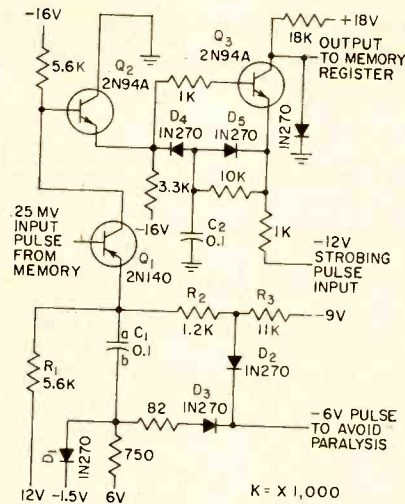 -16V
5.6K
Q2
2N94A
Q3
2N94A
18K
+18V
OUTPUT
TO MEMORY
REGISTER
1K
D4
1N270
D5
1N270
1N270
3.3K
-16V
10K
C2
0.1
1K
-12V
STROBING
PULSE
INPUT
.25 MV
INPUT
PULSE
FROM
MEMORY
Q1
2N140
R2
1.2K
R3
11K
-9V
a
C1
0.1
b
R1
5.6K
D2
1N270
D3
1N270
82
-6V PULSE
TO AVOID
PARALYSIS
D1
1N270
750
12V
-1.5V
6V
K = X 1,000